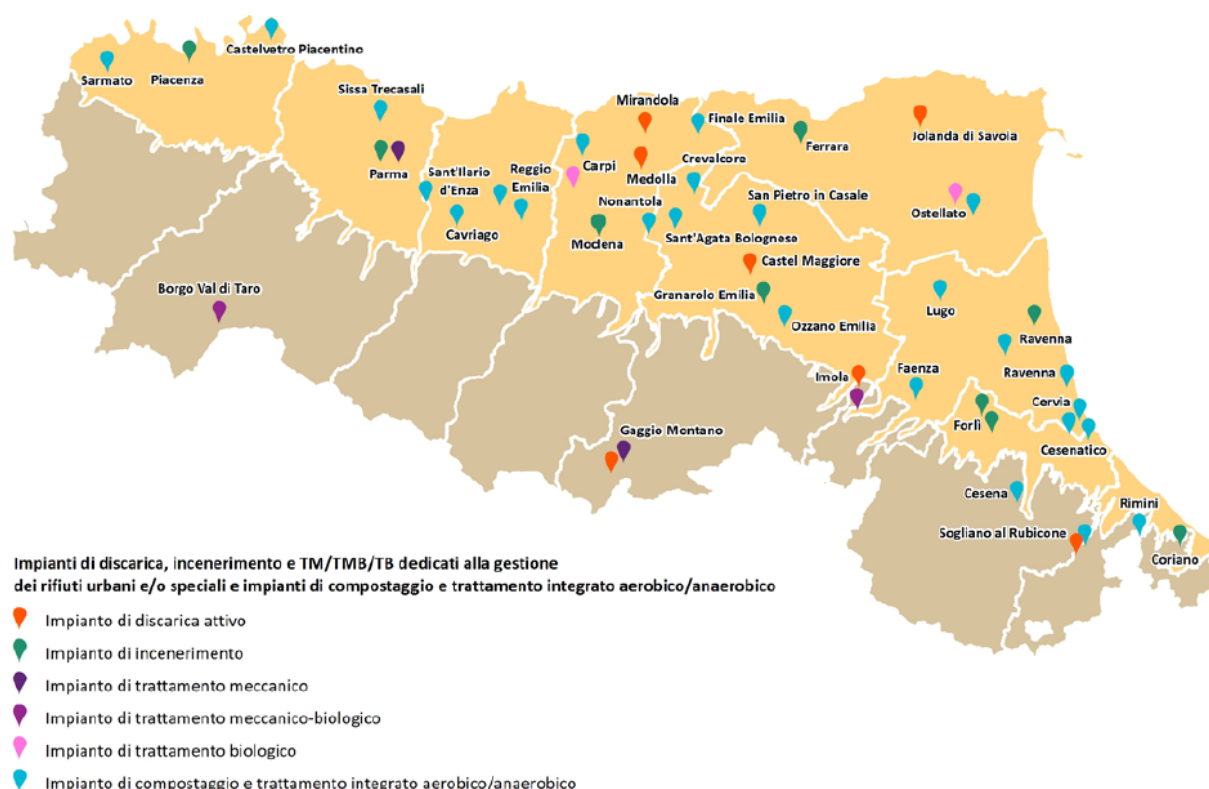 Castelvetro Piacentino
Sarmato
Piacenza
Sissa Trecasali
Mirandola
Finale Emilia
Jolanda di Savoia
Ferrara
Parma
Sant'Ilario
d'Enza
Reggio
Emilia
Carpi
Medolla
Crevalcore
San Pietro in Casale
Nonantola
Ostellato
Cavriago
Modena
Sant'Agata Bolognese
Castel Maggiore
Borgo Val di Taro
Granarolo Emilia
Ozzano Emilia
Lugo
Ravenna
Imola
Faenza
Ravenna
Cervia
Forlì
Gaggio Montano
Cesenatico
Cesena
Rimini
Sogliano al Rubicone
Coriano
Impianti di discarica, incenerimento e TM/TMB/TB dedicati alla gestione
dei rifiuti urbani e/o speciali e impianti di compostaggio e trattamento integrato aerobico/anaerobico
Impianto di discarica attivo
Impianto di incenerimento
Impianto di trattamento meccanico
Impianto di trattamento meccanico-biologico
Impianto di trattamento biologico
Impianto di compostaggio e trattamento integrato aerobico/anaerobico